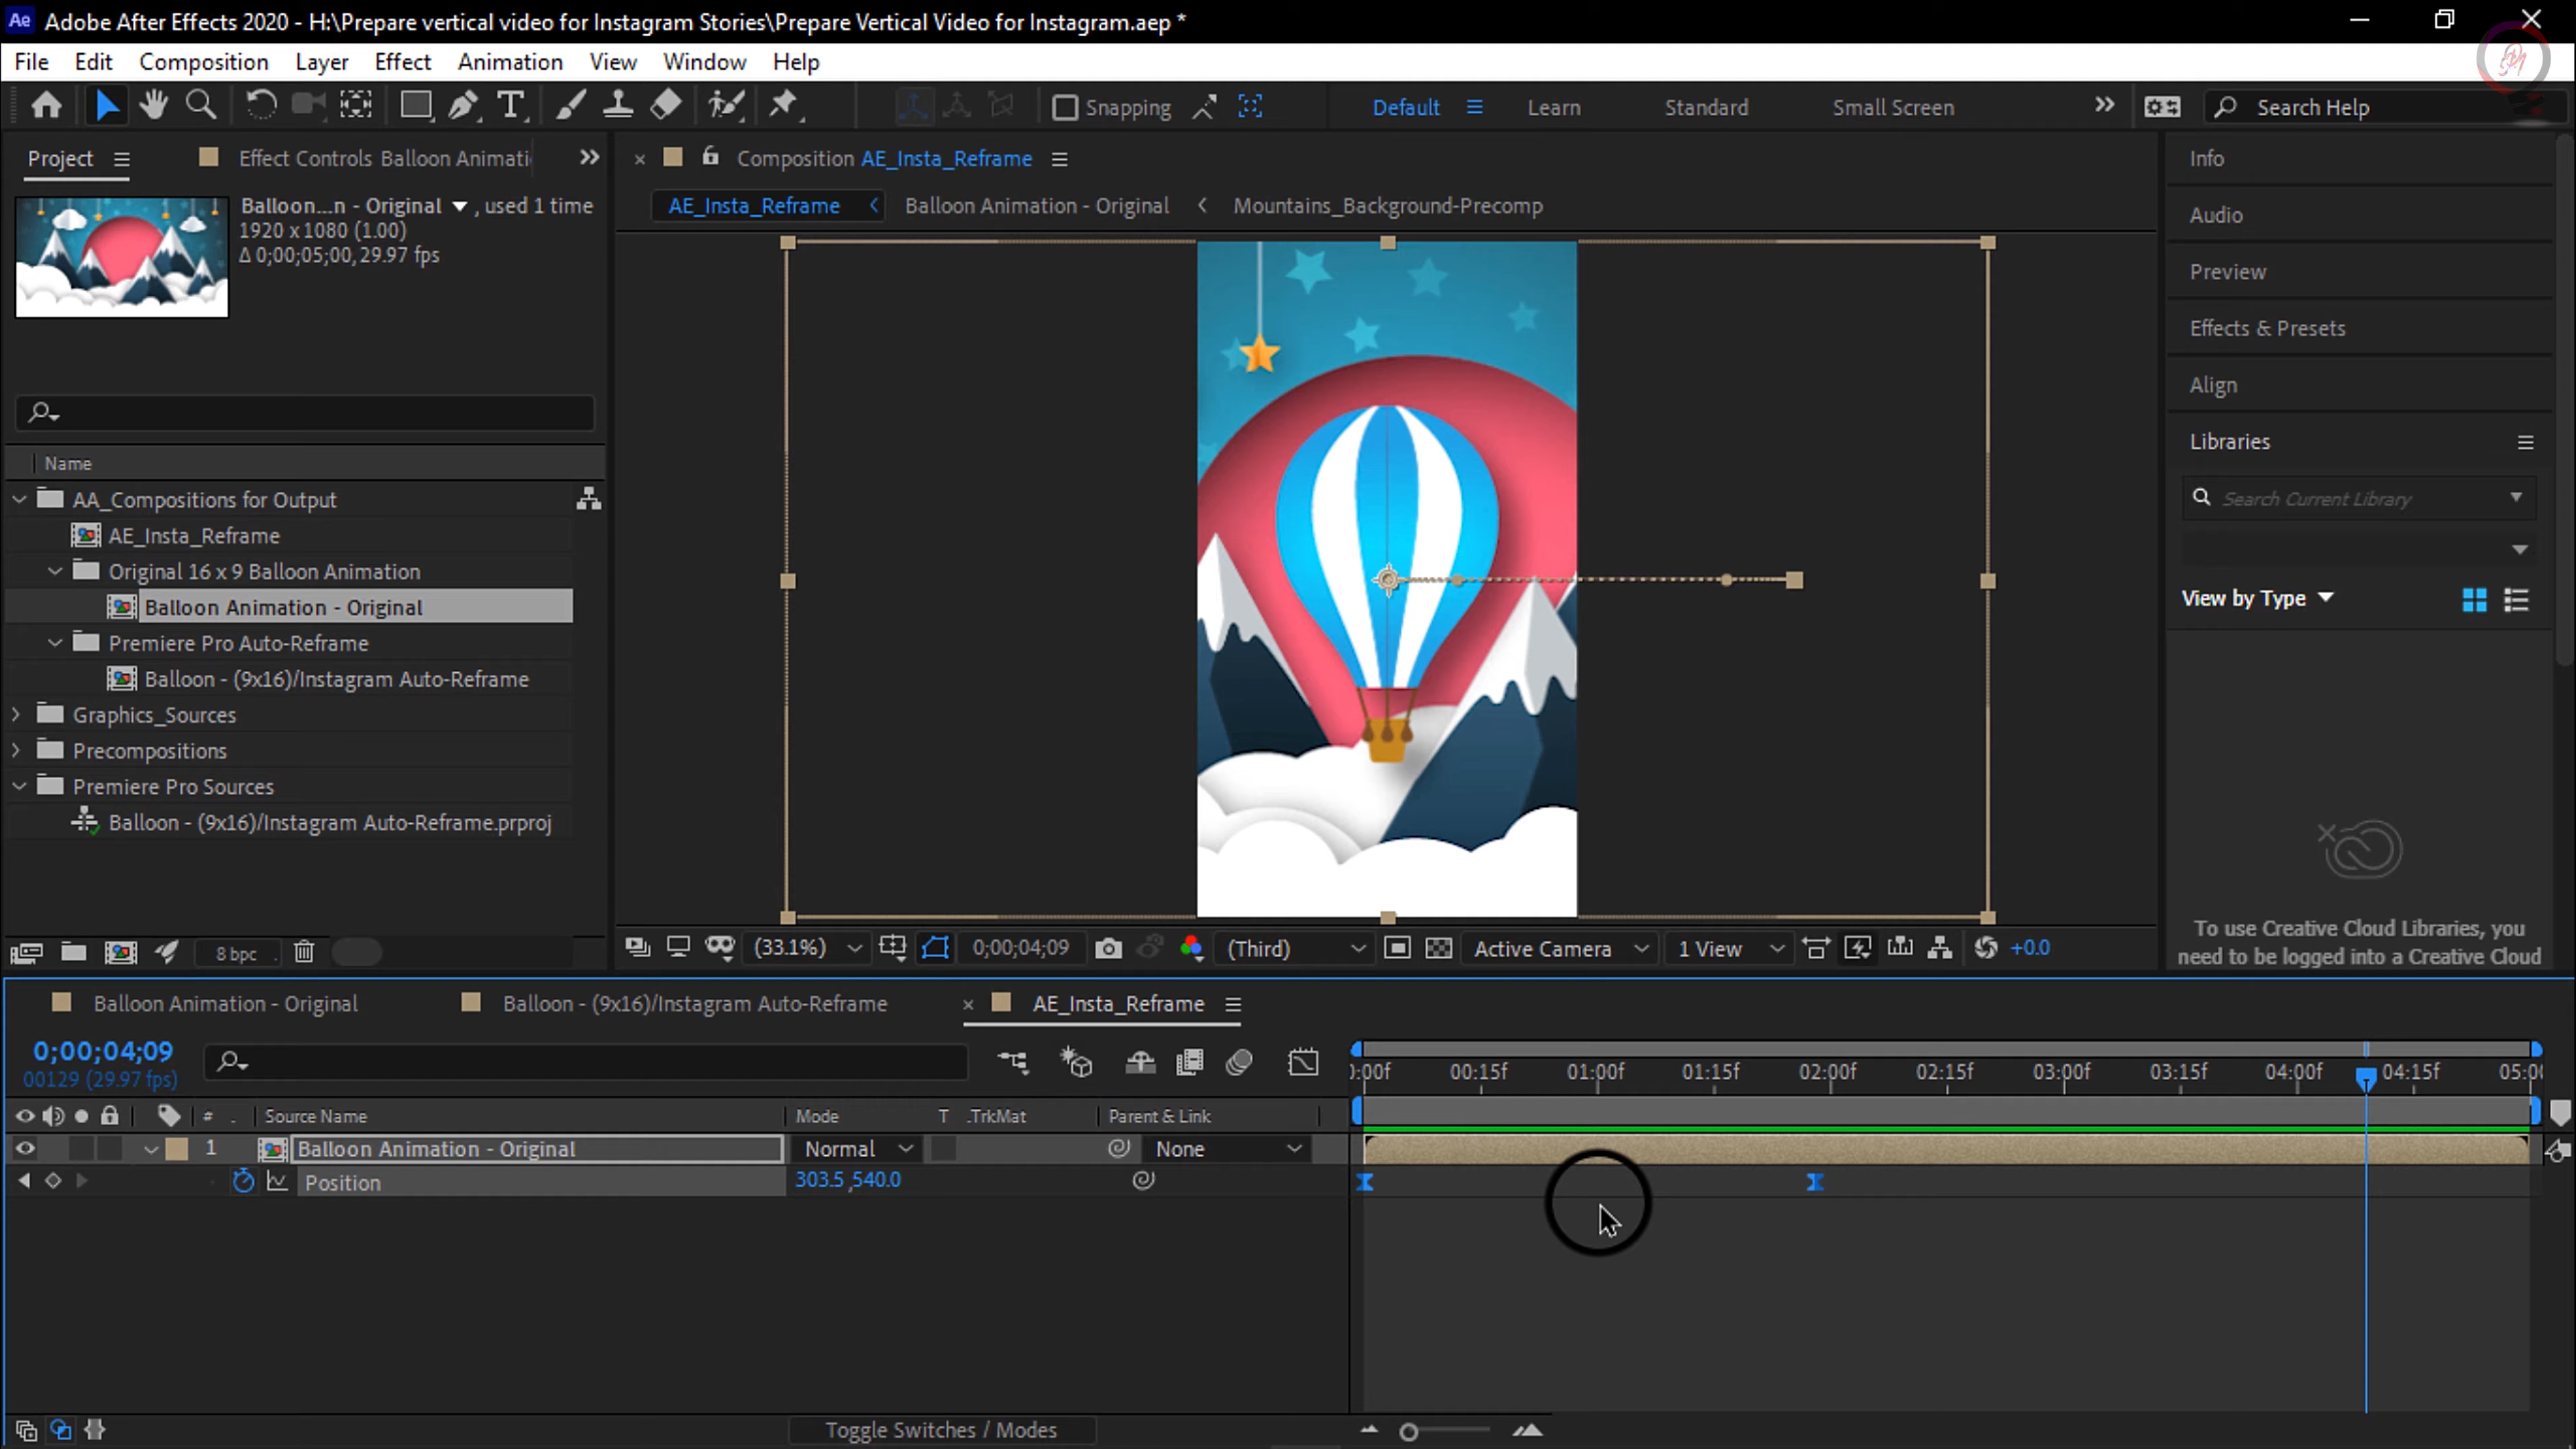 Ae Adobe After Effects 2020 - H:\Prepare vertical video for Instagram Stories\Prepare Vertical Video for Instagram.aep *
File Edit Composition Layer Effect Animation View Window Help
Snapping Default Learn Standard Small Screen Search Help
Project Effect Controls Balloon Animati
Composition AE_Insta_Reframe
AE_Insta_Reframe Balloon Animation - Original Mountains_Background-Precomp
Balloon...n - Original , used 1 time
1920 x 1080 (1.00)
Δ 0;00;05;00, 29.97 fps
Name
AA_Compositions for Output
AE_Insta_Reframe
Original 16 x 9 Balloon Animation
Balloon Animation - Original
Premiere Pro Auto-Reframe
Balloon - (9x16)/Instagram Auto-Reframe
Graphics_Sources
Precompositions
Premiere Pro Sources
Balloon - (9x16)/Instagram Auto-Reframe.prproj
8 bpc
(33.1%) 0;00;04;09 (Third) Active Camera 1 View +0.0
Info
Audio
Preview
Effects & Presets
Align
Libraries
Search Current Library
View by Type
To use Creative Cloud Libraries, you
need to be logged into a Creative Cloud
Balloon Animation - Original Balloon - (9x16)/Instagram Auto-Reframe AE_Insta_Reframe
0;00;04;09
00129 (29.97 fps)
):00f 00:15f 01:00f 01:15f 02:00f 02:15f 03:00f 03:15f 04:00f 04:15f 05:0
# Source Name Mode T .TrkMat Parent & Link
1 Balloon Animation - Original Normal None
Position 303.5 ,540.0
Toggle Switches / Modes